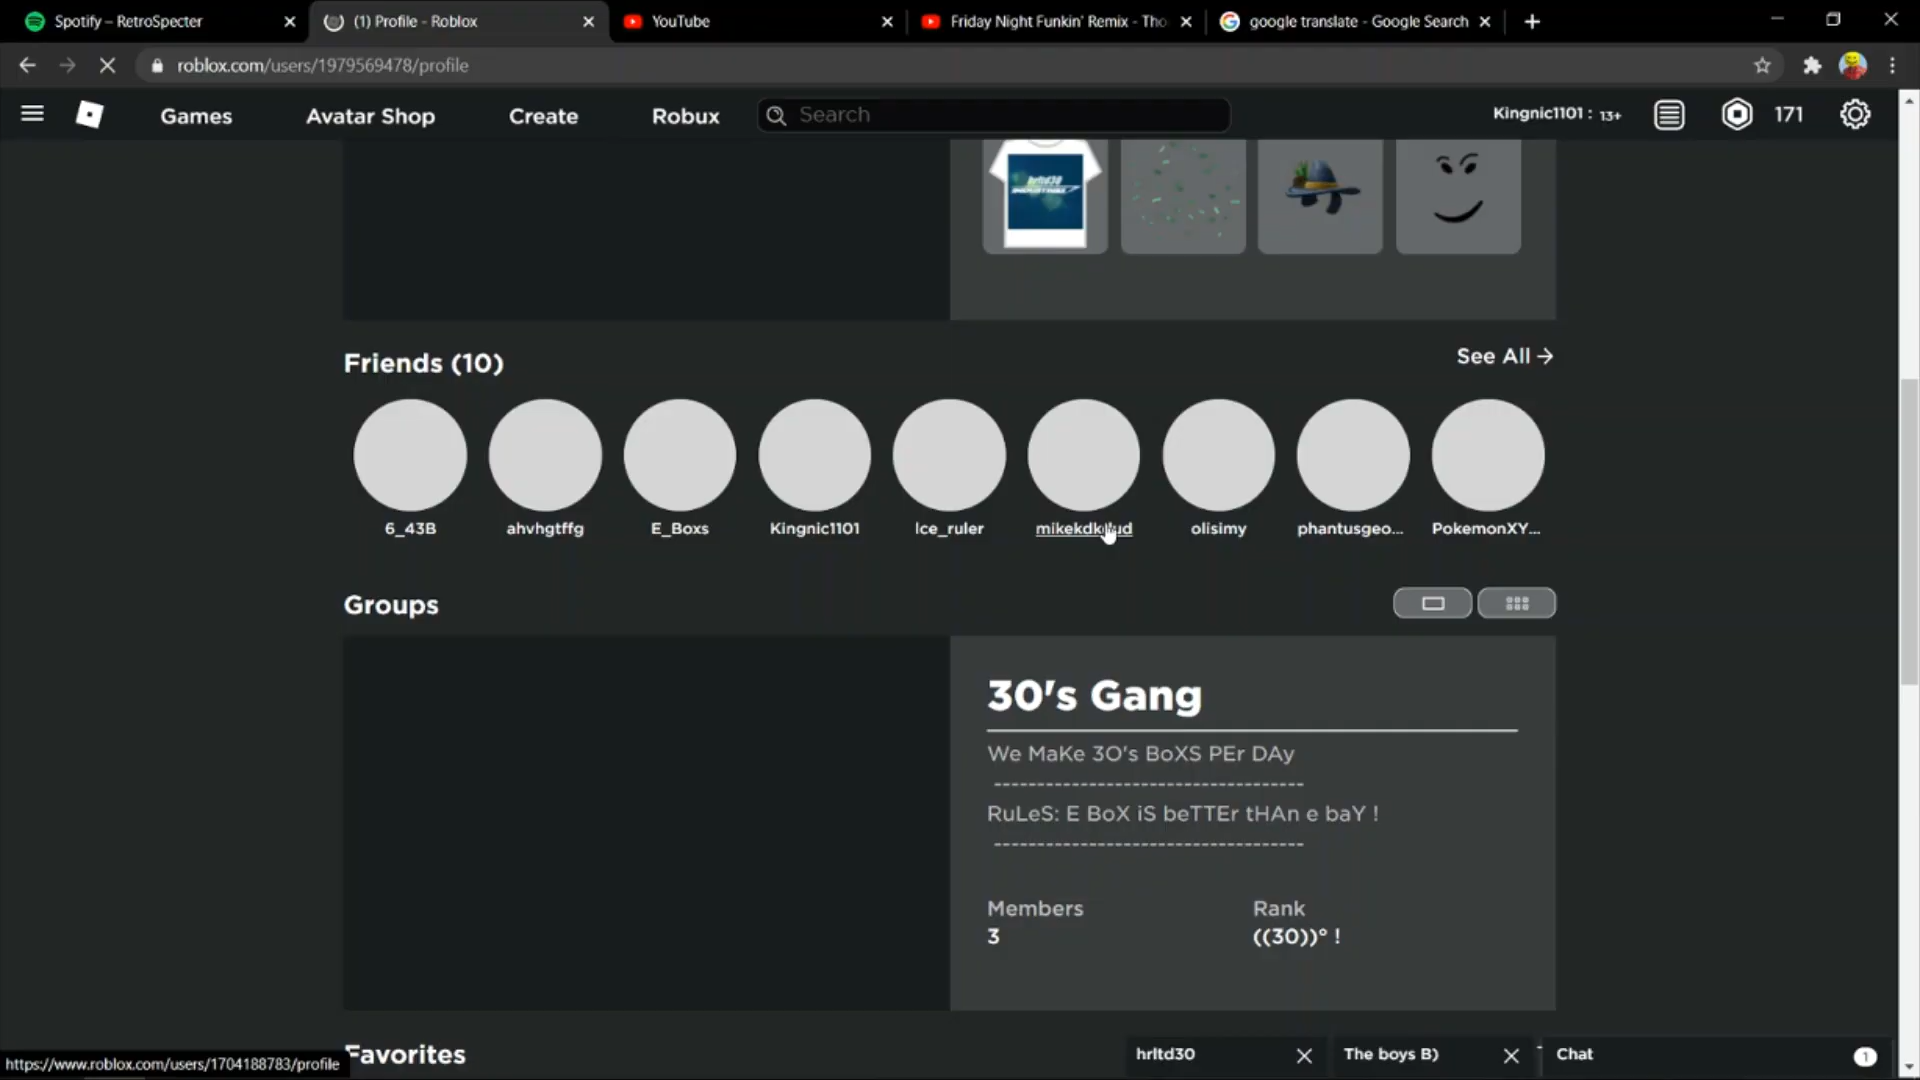 Spotify – RetroSpecter
(1) Profile - Roblox
YouTube
Friday Night Funkin' Remix - Tho
google translate - Google Search
roblox.com/users/1979569478/profile
Games
Avatar Shop
Create
Robux
Search
Kingnic1101 : 13+
171
Friends (10)
See All
6_43B
ahvhgtffg
E_Boxs
Kingnic1101
Ice_ruler
olisimy
phantusgeo...
PokemonXY...
Groups
30's Gang
We MaKe 3O's BoXS PEr DAy
------------------------------------
RuLeS: E BoX iS beTTEr tHAn e baY !
------------------------------------
Members
Rank
3
((30))° !
Favorites
hrltd30
The boys B)
Chat
1
https://www.roblox.com/users/1704188783/profile